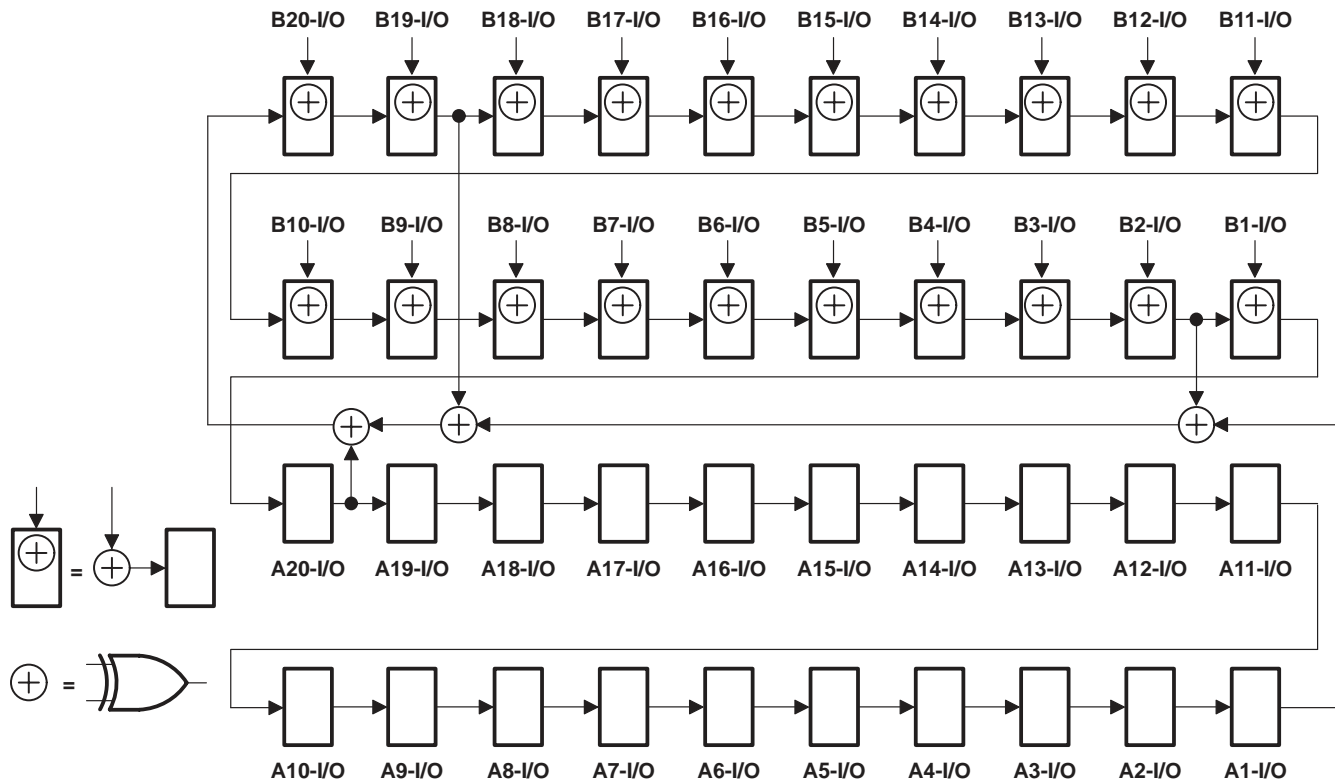 B20-I/O B19-I/O B18-I/O B17-I/O B16-I/O B15-I/O B14-I/O B13-I/O B12-I/O B11-I/O
B10-I/O B9-I/O B8-I/O B7-I/O B6-I/O B5-I/O B4-I/O B3-I/O B2-I/O B1-I/O
=
A20-I/O A19-I/O A18-I/O A17-I/O A16-I/O A15-I/O A14-I/O A13-I/O A12-I/O A11-I/O
=
A10-I/O A9-I/O A8-I/O A7-I/O A6-I/O A5-I/O A4-I/O A3-I/O A2-I/O A1-I/O